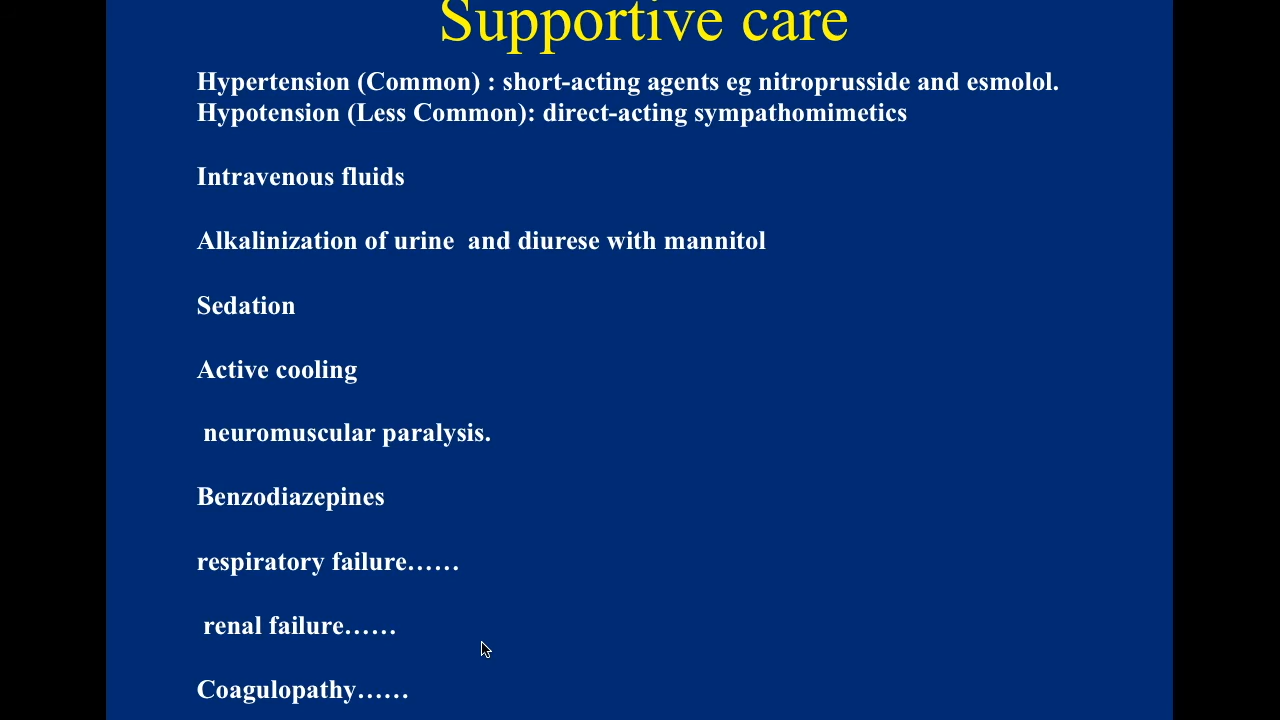 Supportive care
Hypertension (Common) : short-acting agents eg nitroprusside and esmolol.
Hypotension (Less Common): direct-acting sympathomimetics
Intravenous fluids
Alkalinization of urine  and diurese with mannitol
Sedation
Active cooling
neuromuscular paralysis.
Benzodiazepines
respiratory failure……
renal failure……
Coagulopathy……